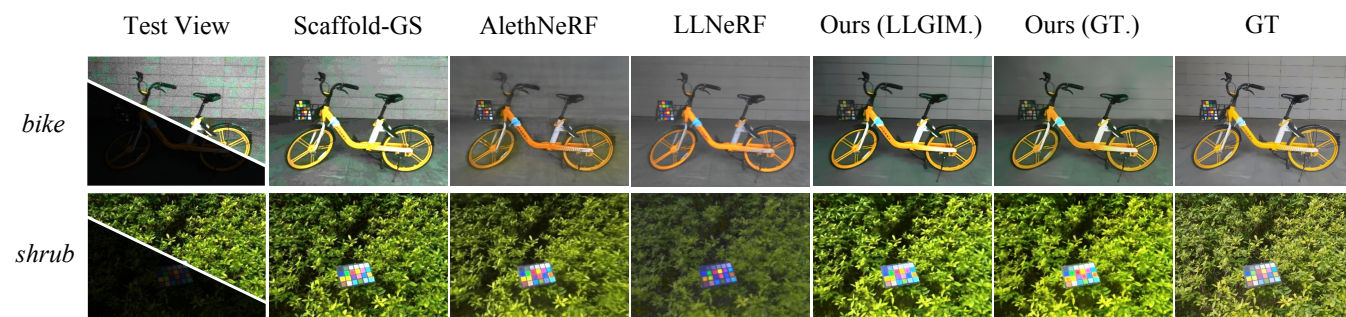 Test View Scaffold-GS AlethNeRF LLNeRF Ours (LLGIM.) Ours (GT.) GT
bike
shrub